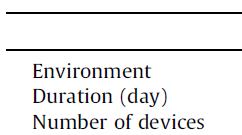 Environment
Duration (day)
Number of devices